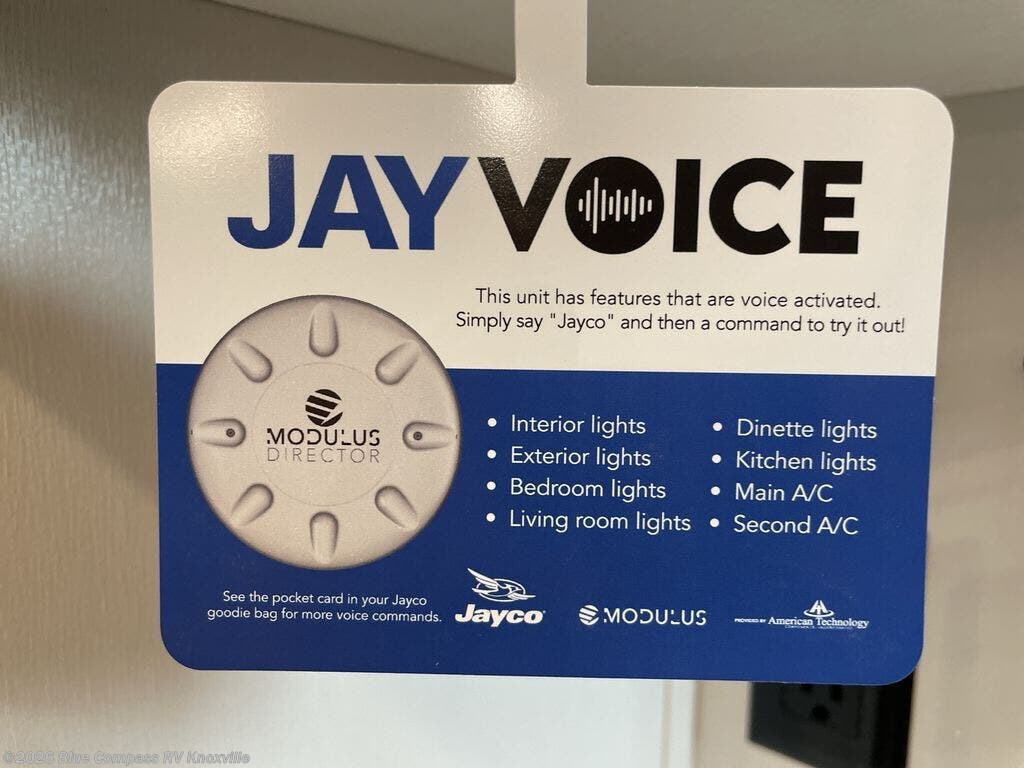 JAYVOICE
This unit has features that are voice activated.
Simply say "Jayco" and then a command to try it out!
MODULUS
DIRECTOR
• Interior lights
• Exterior lights
• Bedroom lights
• Living room lights
• Dinette lights
• Kitchen lights
• Main A/C
• Second A/C
See the pocket card in your Jayco
goodie bag for more voice commands.
Jayco
MODULUS
PROVIDED BY American Technology
©2026 Blue Compass RV Knoxville